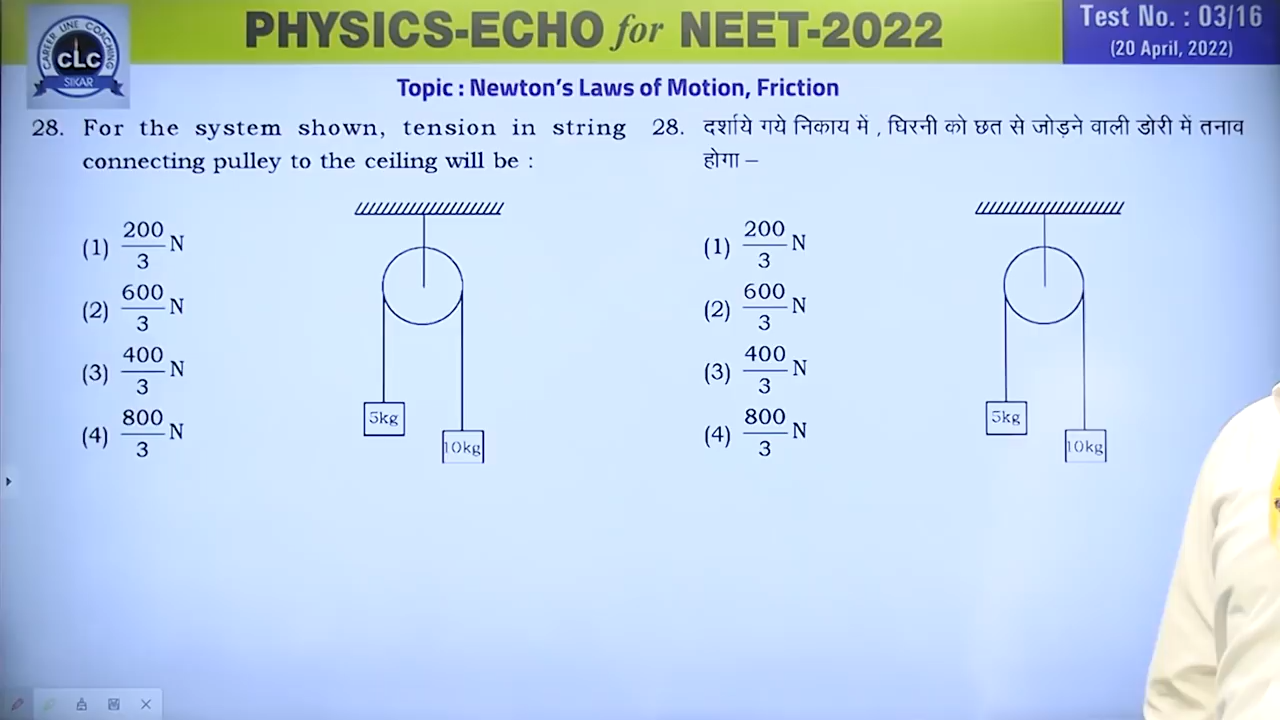 CAREER LINE COACHING
CLC
SIKAR
PHYSICS-ECHO for NEET-2022
Test No. : 03/16
(20 April, 2022)
Topic : Newton's Laws of Motion, Friction
28. For the system shown, tension in string
connecting pulley to the ceiling will be :
(1) 200/3 N
(2) 600/3 N
(3) 400/3 N
(4) 800/3 N
5kg
10kg
28. दर्शाये गये निकाय में , घिरनी को छत से जोड़ने वाली डोरी में तनाव
होगा –
(1) 200/3 N
(2) 600/3 N
(3) 400/3 N
(4) 800/3 N
5kg
10kg